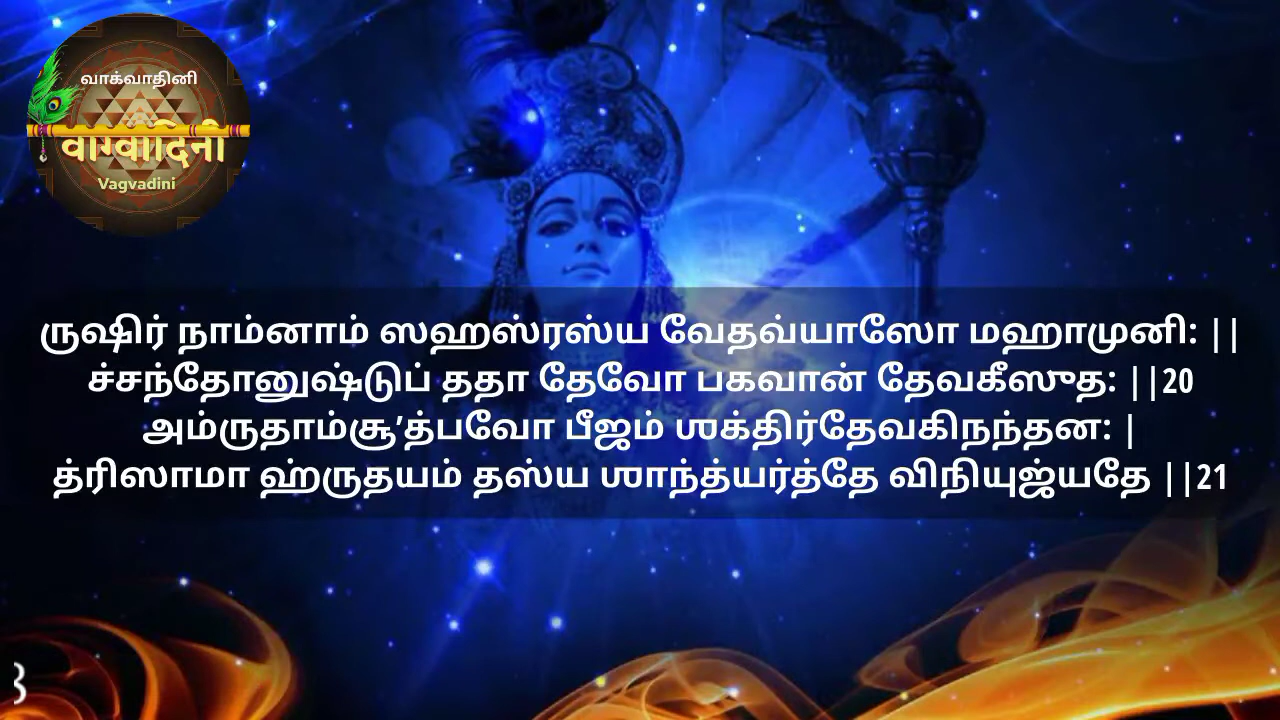 வாக்வாதினி
वाग्वादिनी
Vagvadini
ருஷிர் நாம்னாம் ஸஹஸ்ரஸ்ய வேதவ்யாஸோ மஹாமுனி: ||
ச்சந்தோனுஷ்டுப் ததா தேவோ பகவான் தேவகீஸுத: ||20
அம்ருதாம்சூ’த்பவோ பீஜம் ஶக்திர்தேவகிநந்தன: |
த்ரிஸாமா ஹ்ருதயம் தஸ்ய ஶாந்த்யர்த்தே விநியுஜ்யதே ||21